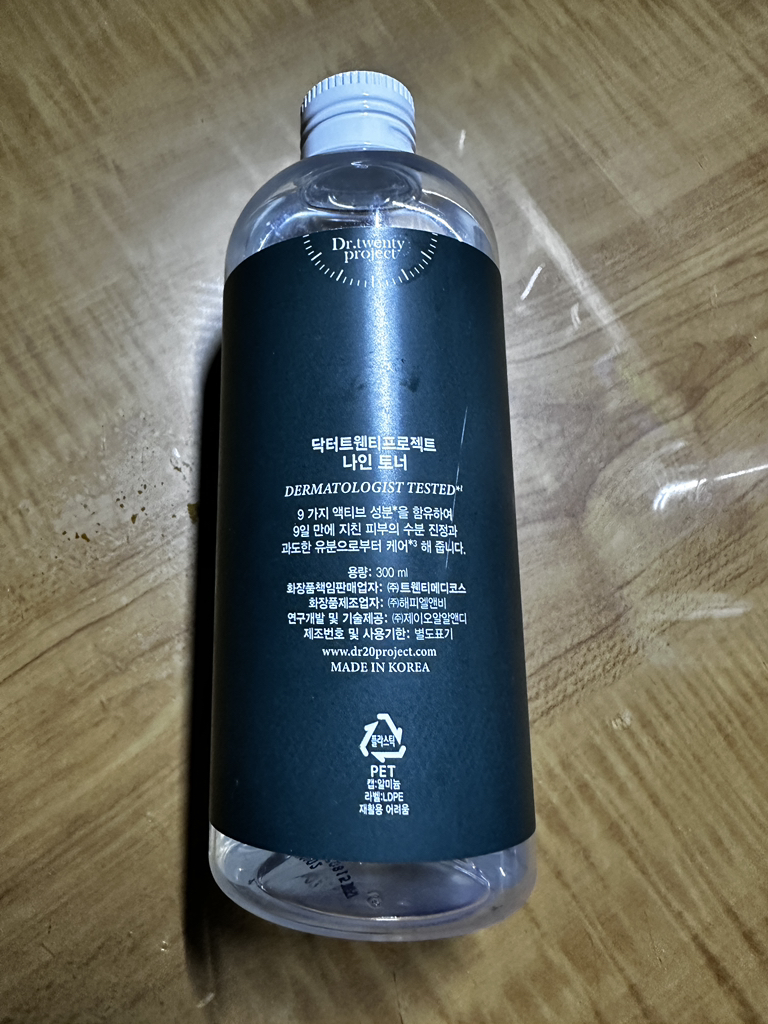 Dr.twenty
project
닥터트웬티프로젝트
나인 토너
DERMATOLOGIST TESTED*¹
9 가지 액티브 성분*을 함유하여
9일 만에 지친 피부의 수분 진정과
과도한 유분으로부터 케어*³ 해 줍니다.
용량: 300 ml
화장품책임판매업자: ㈜트웬티메디코스
화장품제조업자: ㈜해피엘앤비
연구개발 및 기술제공: ㈜제이오알알앤디
제조번호 및 사용기한: 별도표기
www.dr20project.com
MADE IN KOREA
플라스틱
PET
캡:알미늄
라벨:LDPE
재활용 어려움